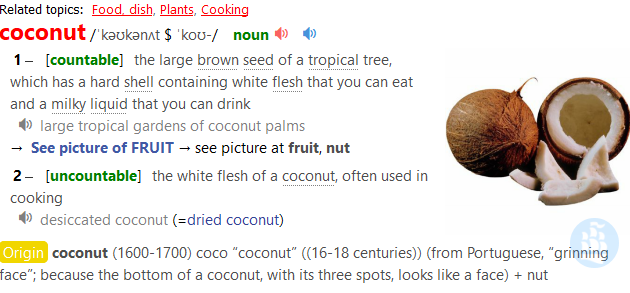 Related topics: Food, dish, Plants, Cooking
coconut /ˈkəʊkənʌt $ ˈkoʊ-/ noun
1 – [countable] the large brown seed of a tropical tree,
which has a hard shell containing white flesh that you can eat
and a milky liquid that you can drink
large tropical gardens of coconut palms
→ See picture of FRUIT → see picture at fruit, nut
2 – [uncountable] the white flesh of a coconut, often used in
cooking
desiccated coconut (=dried coconut)
Origin coconut (1600-1700) coco “coconut” ((16-18 centuries)) (from Portuguese, “grinning
face”; because the bottom of a coconut, with its three spots, looks like a face) + nut